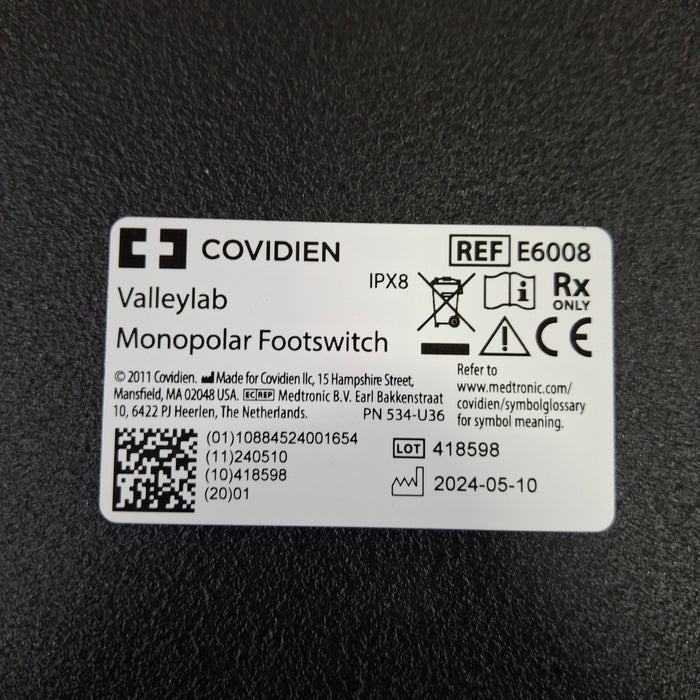 COVIDIEN
REF E6008
Valleylab
IPX8
Rx ONLY
Monopolar Footswitch
CE
© 2011 Covidien. Made for Covidien llc, 15 Hampshire Street,
Mansfield, MA 02048 USA. EC REP Medtronic B.V. Earl Bakkenstraat
10, 6422 PJ Heerlen, The Netherlands. PN 534-U36
Refer to
www.medtronic.com/
covidien/symbolglossary
for symbol meaning.
(01)10884524001654
(11)240510
(10)418598
(20)01
LOT 418598
2024-05-10